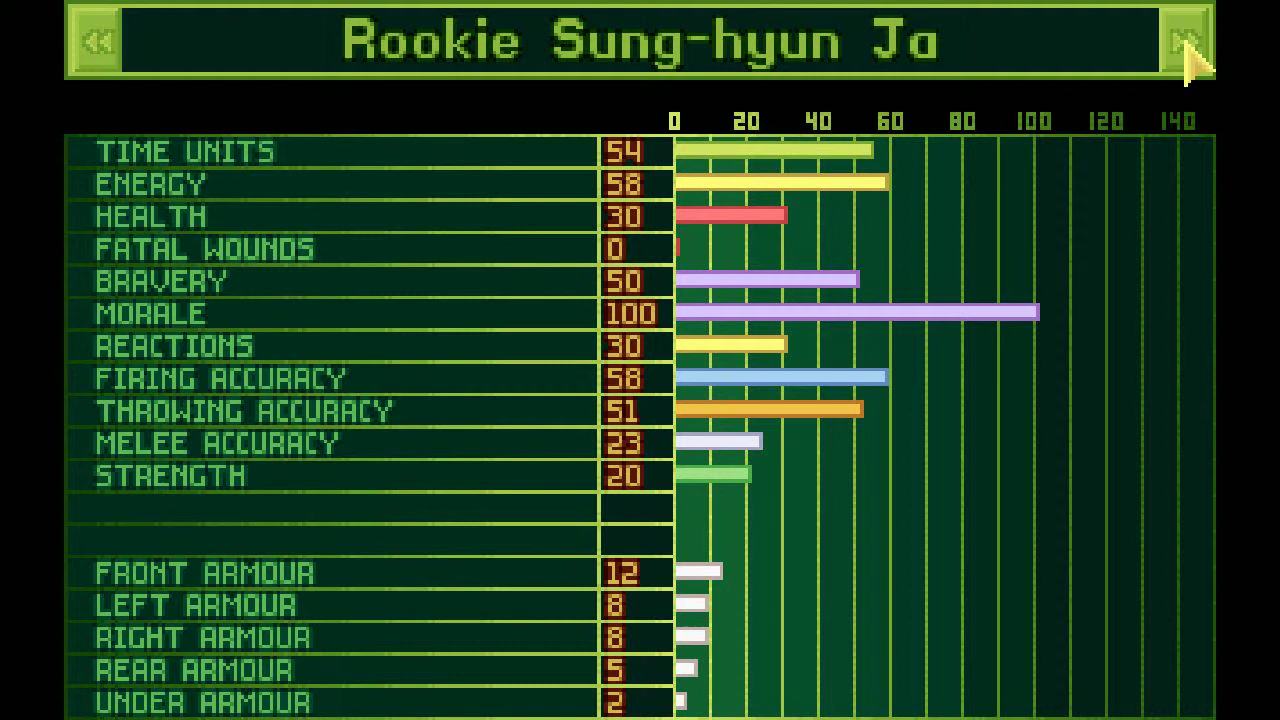 Rookie Sung-hyun Ja
0 20 40 60 80 100 120 140
TIME UNITS 54
ENERGY 58
HEALTH 30
FATAL WOUNDS 0
BRAVERY 50
MORALE 100
REACTIONS 30
FIRING ACCURACY 58
THROWING ACCURACY 51
MELEE ACCURACY 23
STRENGTH 20
FRONT ARMOUR 12
LEFT ARMOUR 8
RIGHT ARMOUR 8
REAR ARMOUR 5
UNDER ARMOUR 2